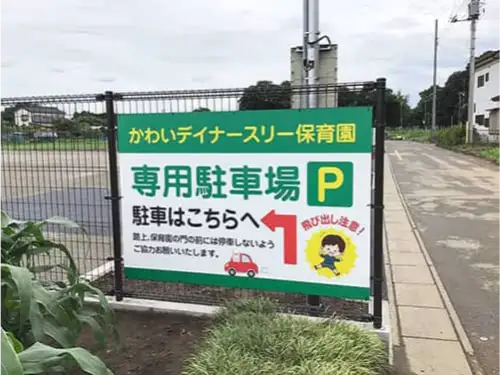 かわいデイナースリー保育園
専用駐車場 P
駐車はこちらへ
路上、保育園の門の前には停車しないよう
ご協力お願いいたします。
飛び出し注意!